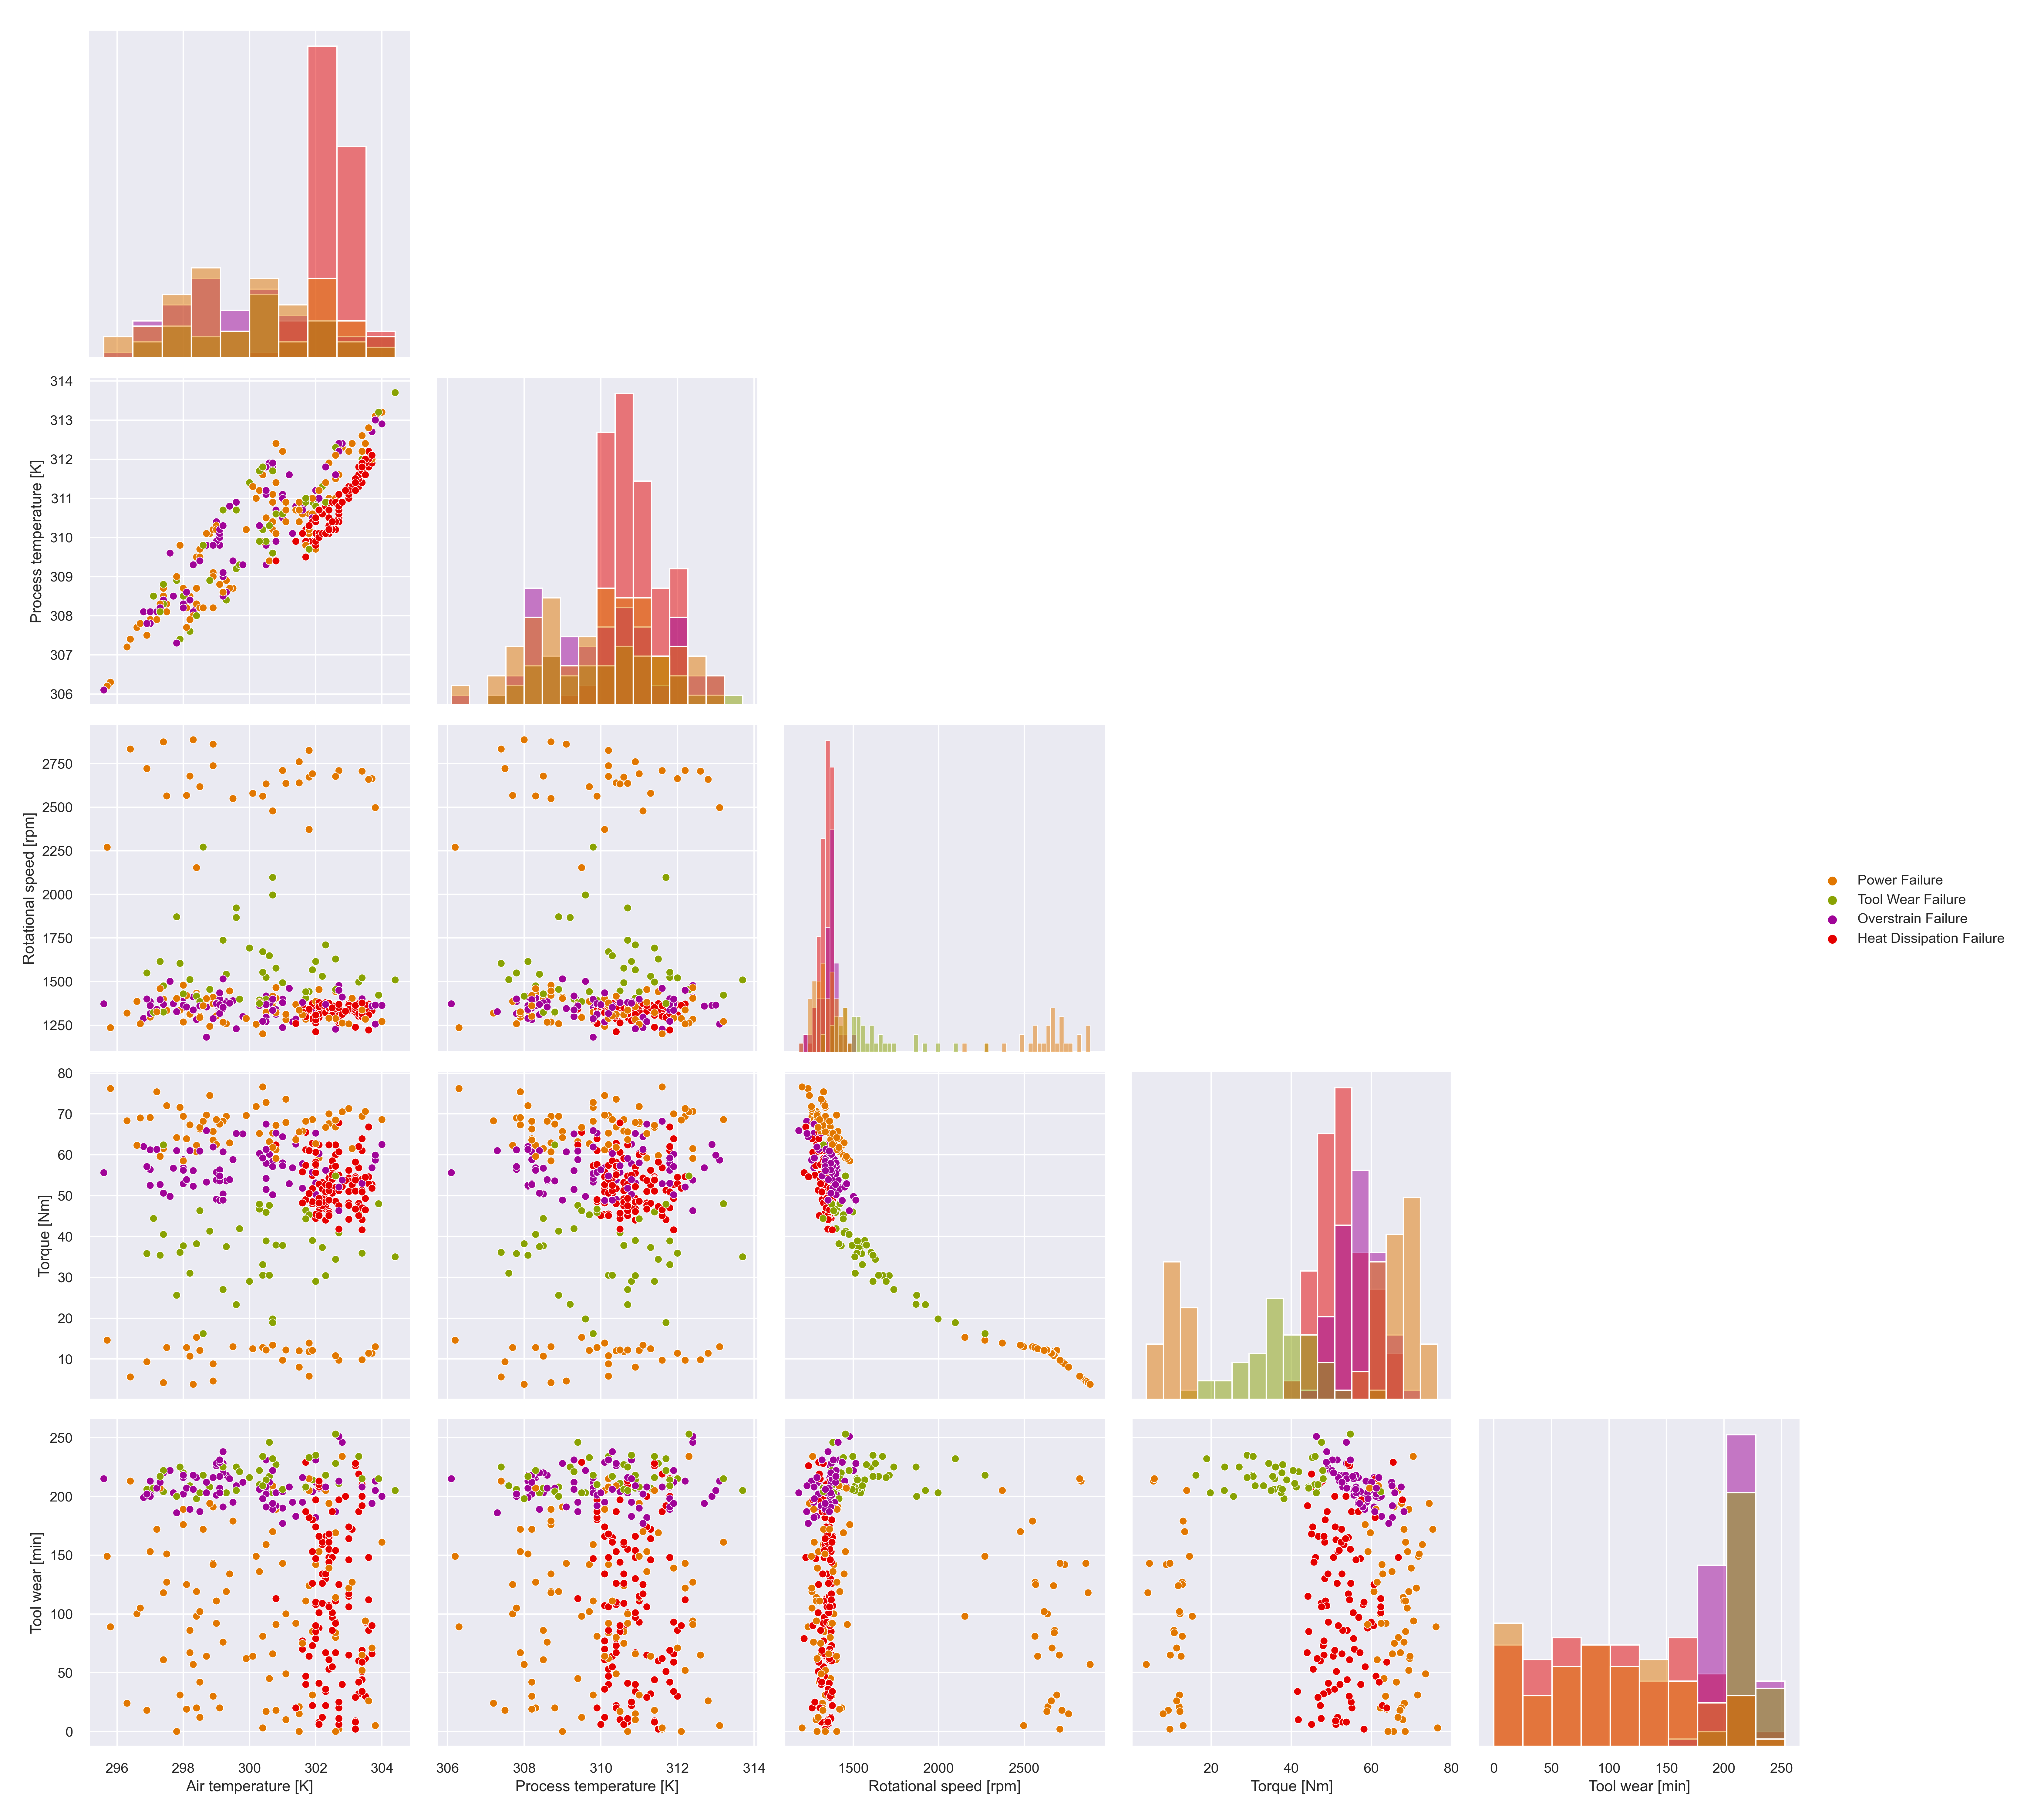 314
313
312
311
310
309
308
307
306
Process temperature [K]
2750
2500
2250
2000
1750
1500
1250
Rotational speed [rpm]
Power Failure
Tool Wear Failure
Overstrain Failure
Heat Dissipation Failure
80
70
60
50
40
30
20
10
Torque [Nm]
250
200
150
100
50
0
Tool wear [min]
296 298 300 302 304
Air temperature [K]
306 308 310 312 314
Process temperature [K]
1500 2000 2500
Rotational speed [rpm]
20 40 60 80
Torque [Nm]
0 50 100 150 200 250
Tool wear [min]